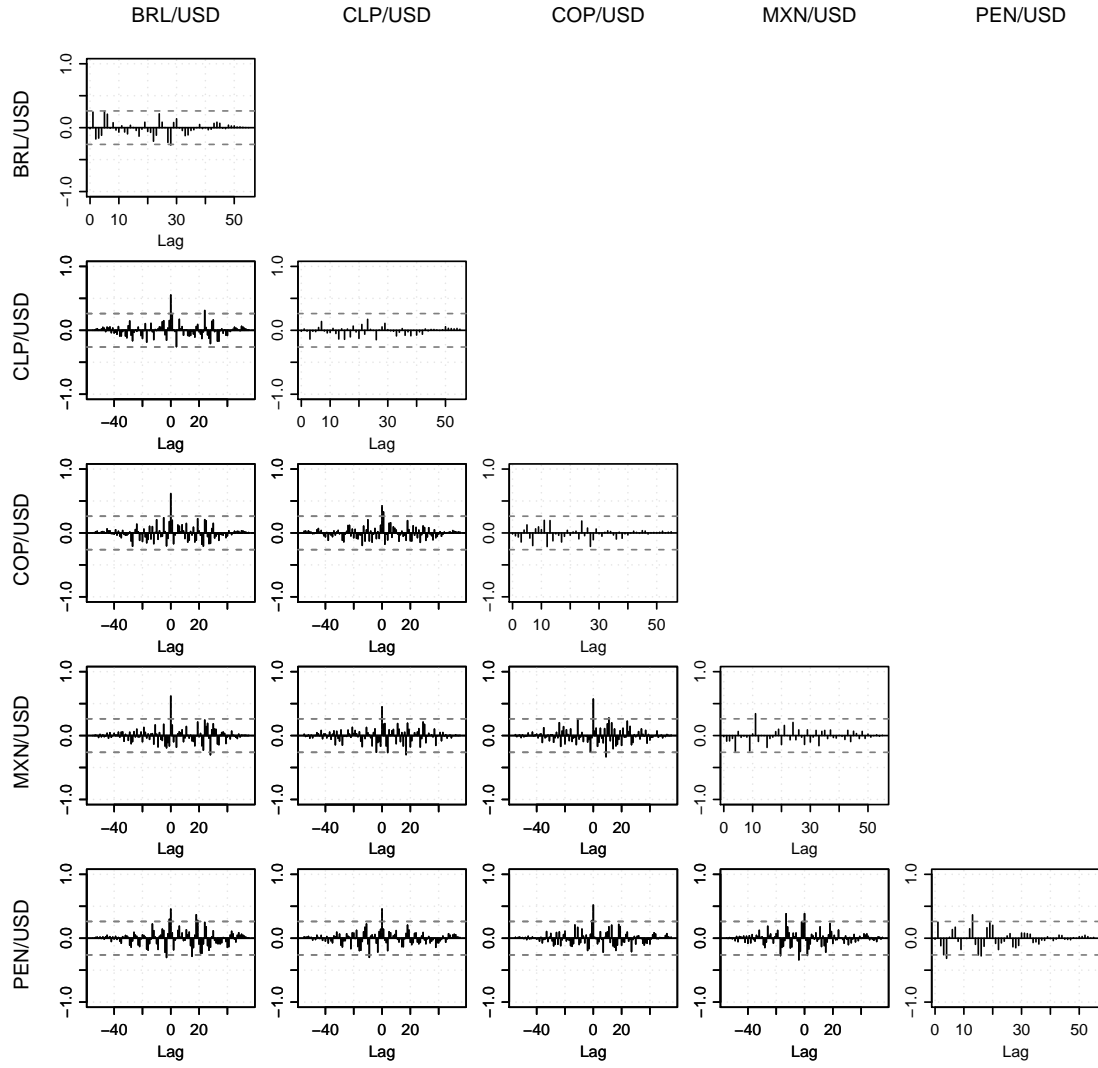 BRL/USD CLP/USD COP/USD MXN/USD PEN/USD
BRL/USD
1.0
0.0
−1.0
0 10 30 50
Lag
CLP/USD
1.0 1.0
0.0 0.0
−1.0 −1.0
−40 0 20 0 10 30 50
Lag Lag
COP/USD
1.0 1.0 1.0
0.0 0.0 0.0
−1.0 −1.0 −1.0
−40 0 20 −40 0 20 0 10 30 50
Lag Lag Lag
MXN/USD
1.0 1.0 1.0 1.0
0.0 0.0 0.0 0.0
−1.0 −1.0 −1.0 −1.0
−40 0 20 −40 0 20 −40 0 20 0 10 30 50
Lag Lag Lag Lag
PEN/USD
1.0 1.0 1.0 1.0 1.0
0.0 0.0 0.0 0.0 0.0
−1.0 −1.0 −1.0 −1.0 −1.0
−40 0 20 −40 0 20 −40 0 20 −40 0 20 0 10 30 50
Lag Lag Lag Lag Lag